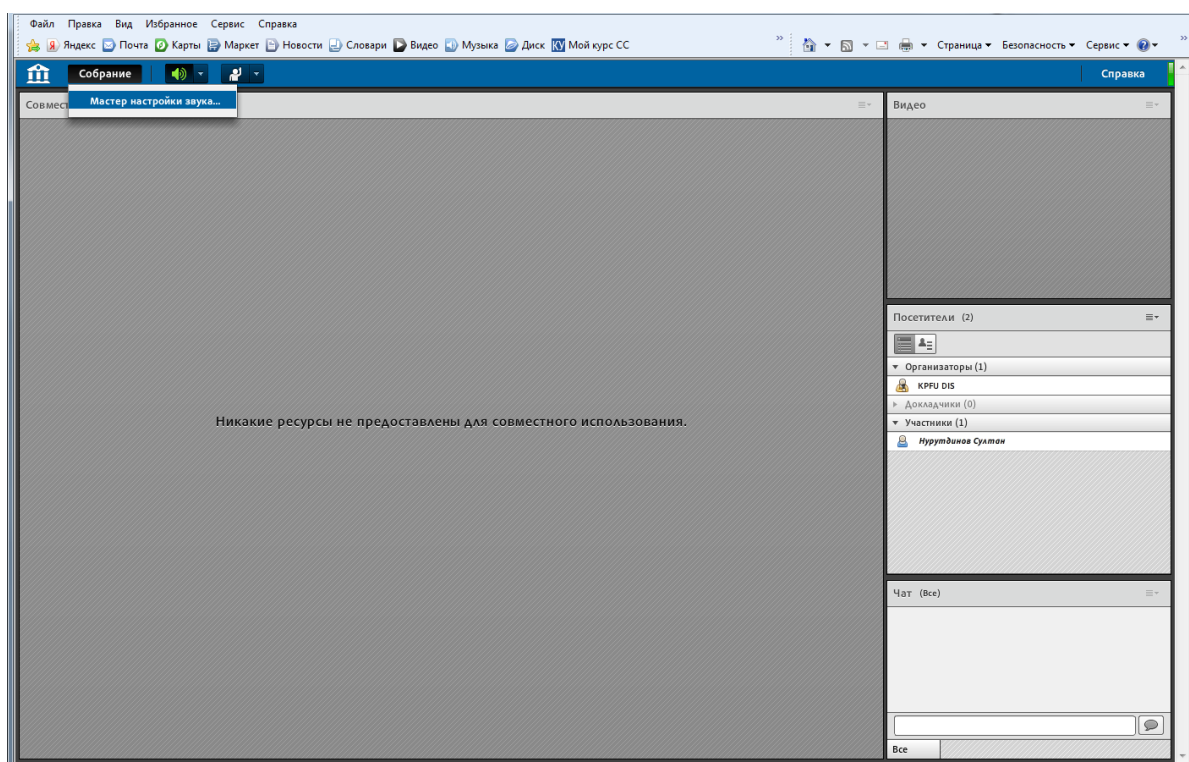 Файл Правка Вид Избранное Сервис Справка
Яндекс Почта Карты Маркет Новости Словари Видео Музыка Диск Мой курс СС
Страница Безопасность Сервис
Собрание Справка
Мастер настройки звука...
Совмес
Видео
Никакие ресурсы не предоставлены для совместного использования.
Посетители (2)
Организаторы (1)
KPFU DIS
Докладчики (0)
Участники (1)
Нурутдинов Султан
Чат (Все)
Все